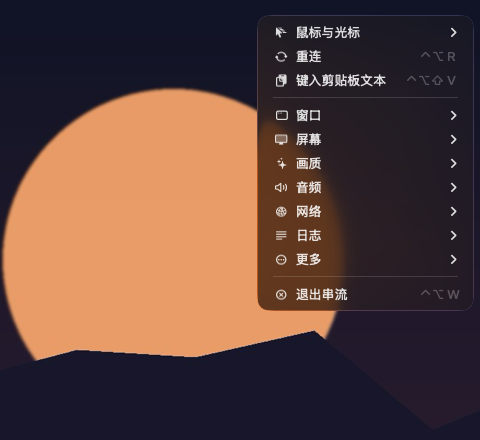 鼠标与光标
重连 ⌃⌥R
键入剪贴板文本 ⌃⌥⇧V
窗口
屏幕
画质
音频
网络
日志
更多
退出串流 ⌃⌥W